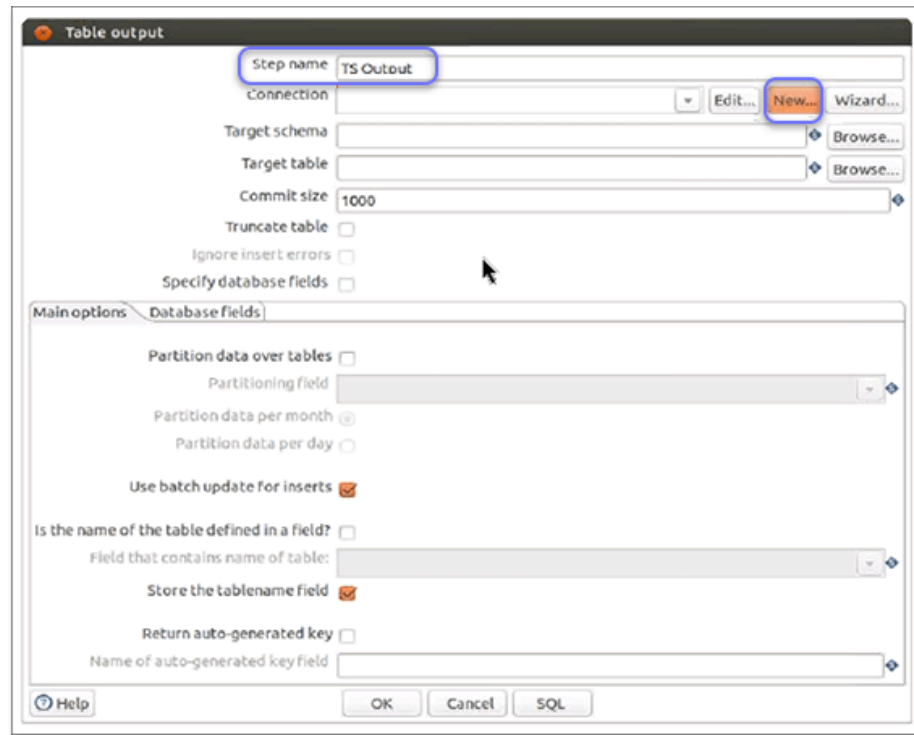 Table output
Step name TS Output
Connection Edit... New... Wizard...
Target schema Browse...
Target table Browse...
Commit size 1000
Truncate table
Ignore insert errors
Specify database fields
Main options Database fields
Partition data over tables
Partitioning field
Partition data per month
Partition data per day
Use batch update for inserts
Is the name of the table defined in a field?
Field that contains name of table:
Store the tablename field
Return auto-generated key
Name of auto-generated key field
Help OK Cancel SQL